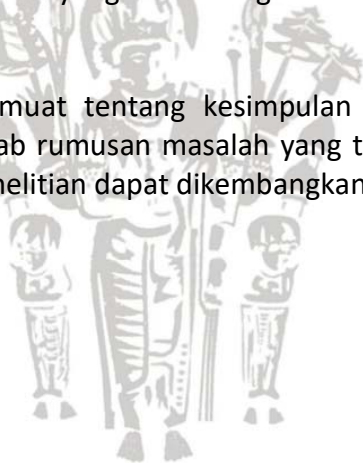 muat tentang kesimpulan
ab rumusan masalah yang t
nelitian dapat dikembangkan